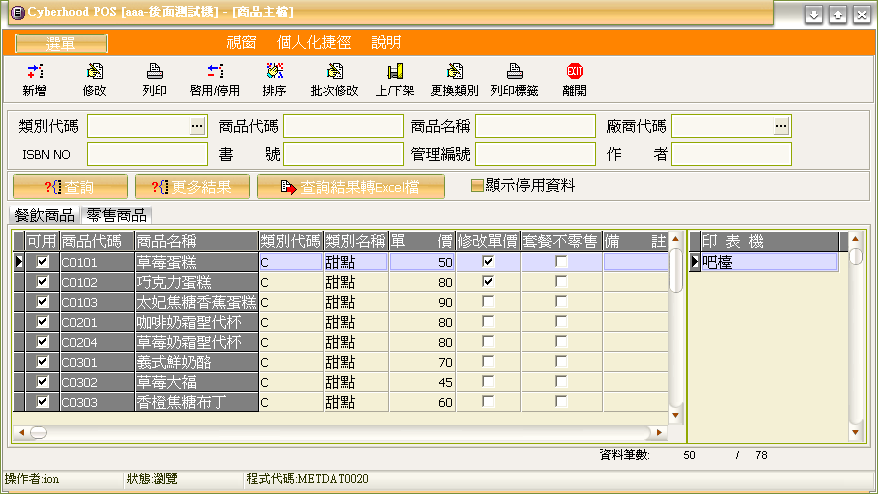 Cyberhood POS [aaa-後面測試機] - [商品主檔]
選單 視窗 個人化捷徑 說明
新增 修改 列印 啓用/停用 排序 批次修改 上/下架 更換類別 列印標籤 EXIT 離開
類別代碼 ... 商品代碼 商品名稱 廠商代碼 ...
ISBN NO 書 號 管理編號 作 者
查詢 更多結果 查詢結果轉Excel檔 顯示停用資料
餐飲商品 零售商品
可用 商品代碼 商品名稱 類別代碼 類別名稱 單 價 修改單價 套餐不零售 備 註 印 表 機
C0101 草莓蛋糕 C 甜點 50 吧檯
C0102 巧克力蛋糕 C 甜點 80
C0103 太妃焦糖香蕉蛋糕 C 甜點 90
C0201 咖啡奶霜聖代杯 C 甜點 80
C0204 草莓奶霜聖代杯 C 甜點 80
C0301 義式鮮奶酪 C 甜點 70
C0302 草莓大福 C 甜點 45
C0303 香橙焦糖布丁 C 甜點 60
資料筆數: 50 / 78
操作者:ion 狀態:瀏覽 程式代碼:METDAT0020